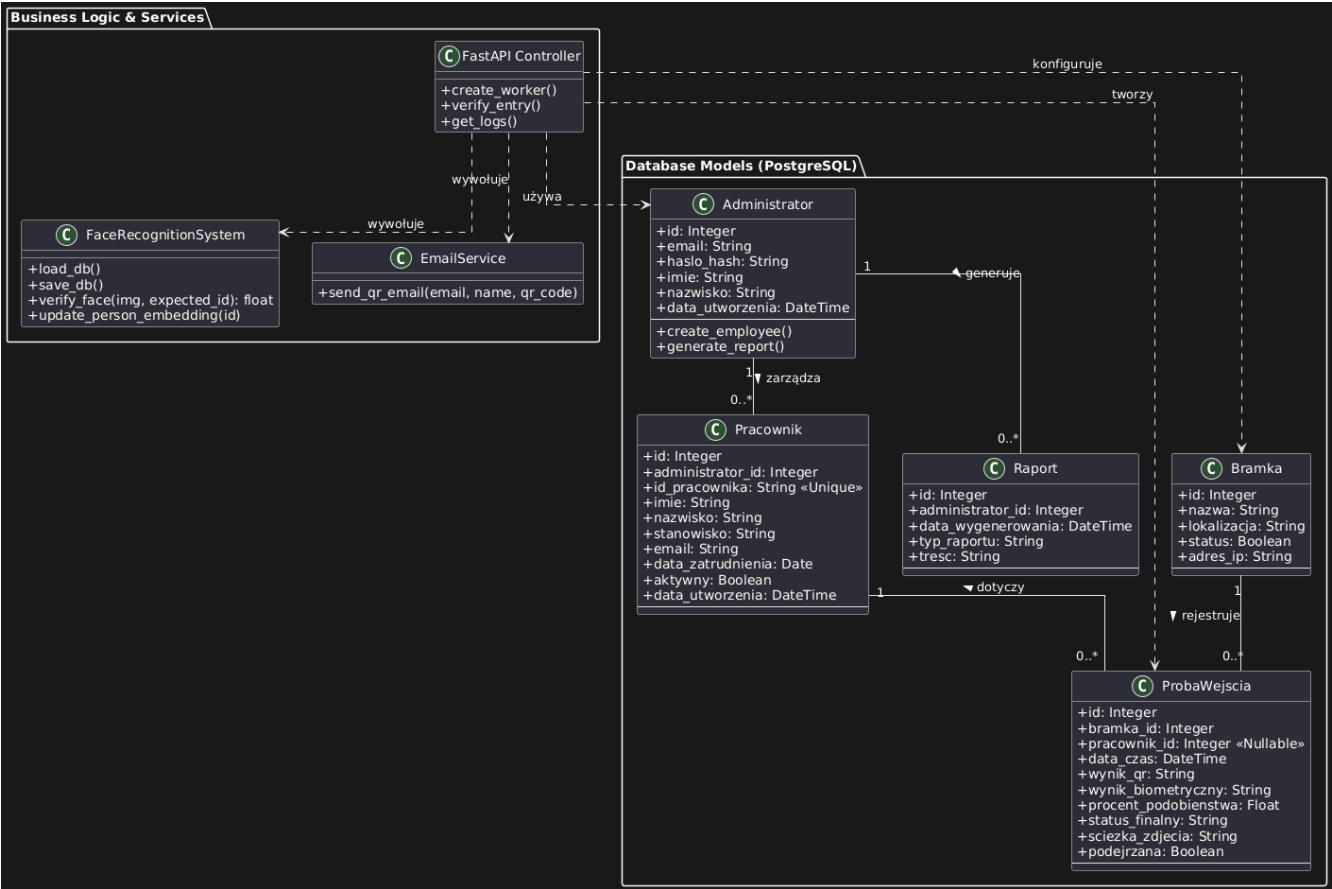 Business Logic & Services
C FastAPI Controller
+create_worker()
+verify_entry()
+get_logs()
konfiguruje
tworzy
wywołuje
używa
wywołuje
C FaceRecognitionSystem
+load_db()
+save_db()
+verify_face(img, expected_id): float
+update_person_embedding(id)
C EmailService
+send_qr_email(email, name, qr_code)
Database Models (PostgreSQL)
C Administrator
+id: Integer
+email: String
+haslo_hash: String
+imie: String
+nazwisko: String
+data_utworzenia: DateTime
+create_employee()
+generate_report()
1
generuje
0..*
1
zarządza
0..*
C Pracownik
+id: Integer
+administrator_id: Integer
+id_pracownika: String «Unique»
+imie: String
+nazwisko: String
+stanowisko: String
+email: String
+data_zatrudnienia: Date
+aktywny: Boolean
+data_utworzenia: DateTime
C Raport
+id: Integer
+administrator_id: Integer
+data_wygenerowania: DateTime
+typ_raportu: String
+tresc: String
C Bramka
+id: Integer
+nazwa: String
+lokalizacja: String
+status: Boolean
+adres_ip: String
1
dotyczy
0..*
1
rejestruje
0..*
C ProbaWejscia
+id: Integer
+bramka_id: Integer
+pracownik_id: Integer «Nullable»
+data_czas: DateTime
+wynik_qr: String
+wynik_biometryczny: String
+procent_podobienstwa: Float
+status_finalny: String
+sciezka_zdjecia: String
+podejrzana: Boolean